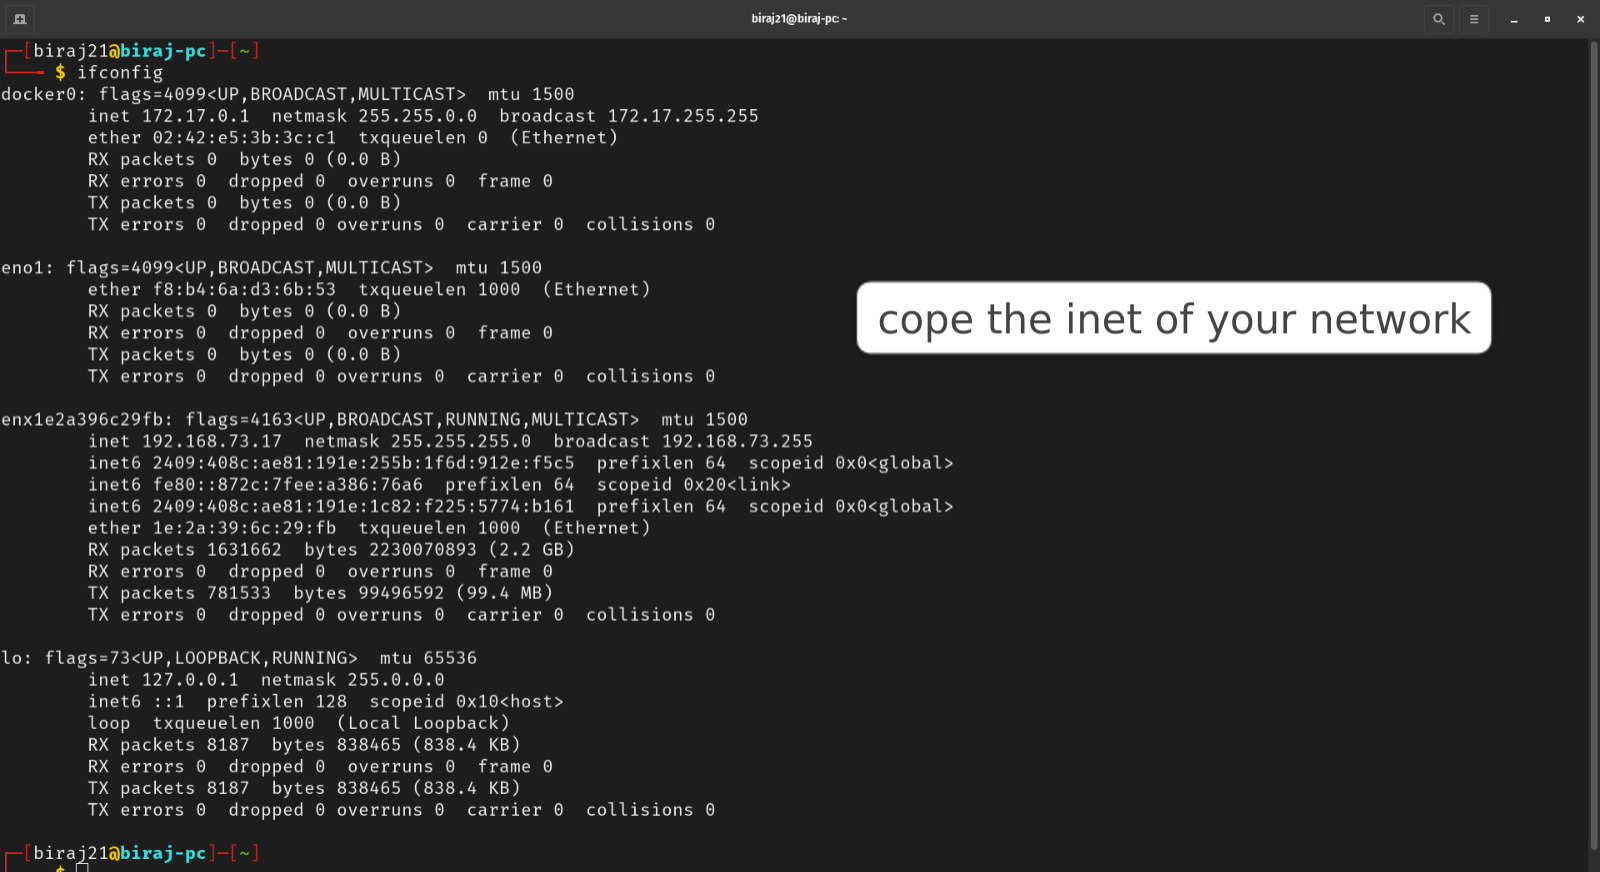 biraj21@biraj-pc: ~
┌─[biraj21@biraj-pc]─[~]
└──╼ $ ifconfig
docker0: flags=4099<UP,BROADCAST,MULTICAST>  mtu 1500
        inet 172.17.0.1  netmask 255.255.0.0  broadcast 172.17.255.255
        ether 02:42:e5:3b:3c:c1  txqueuelen 0  (Ethernet)
        RX packets 0  bytes 0 (0.0 B)
        RX errors 0  dropped 0  overruns 0  frame 0
        TX packets 0  bytes 0 (0.0 B)
        TX errors 0  dropped 0 overruns 0  carrier 0  collisions 0

eno1: flags=4099<UP,BROADCAST,MULTICAST>  mtu 1500
        ether f8:b4:6a:d3:6b:53  txqueuelen 1000  (Ethernet)
        RX packets 0  bytes 0 (0.0 B)
        RX errors 0  dropped 0  overruns 0  frame 0
        TX packets 0  bytes 0 (0.0 B)
        TX errors 0  dropped 0 overruns 0  carrier 0  collisions 0
cope the inet of your network

enx1e2a396c29fb: flags=4163<UP,BROADCAST,RUNNING,MULTICAST>  mtu 1500
        inet 192.168.73.17  netmask 255.255.255.0  broadcast 192.168.73.255
        inet6 2409:408c:ae81:191e:255b:1f6d:912e:f5c5  prefixlen 64  scopeid 0x0<global>
        inet6 fe80::872c:7fee:a386:76a6  prefixlen 64  scopeid 0x20<link>
        inet6 2409:408c:ae81:191e:1c82:f225:5774:b161  prefixlen 64  scopeid 0x0<global>
        ether 1e:2a:39:6c:29:fb  txqueuelen 1000  (Ethernet)
        RX packets 1631662  bytes 2230070893 (2.2 GB)
        RX errors 0  dropped 0  overruns 0  frame 0
        TX packets 781533  bytes 99496592 (99.4 MB)
        TX errors 0  dropped 0 overruns 0  carrier 0  collisions 0

lo: flags=73<UP,LOOPBACK,RUNNING>  mtu 65536
        inet 127.0.0.1  netmask 255.0.0.0
        inet6 ::1  prefixlen 128  scopeid 0x10<host>
        loop  txqueuelen 1000  (Local Loopback)
        RX packets 8187  bytes 838465 (838.4 KB)
        RX errors 0  dropped 0  overruns 0  frame 0
        TX packets 8187  bytes 838465 (838.4 KB)
        TX errors 0  dropped 0 overruns 0  carrier 0  collisions 0

┌─[biraj21@biraj-pc]─[~]
$